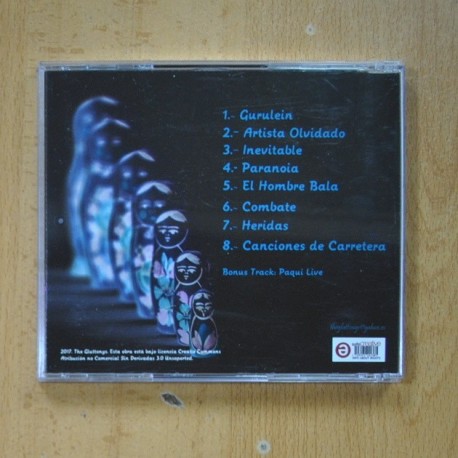 1.- Gurulein
2.- Artista Olvidado
3.- Inevitable
4.- Paranoia
5.- El Hombre Bala
6.- Combate
7.- Heridas
8.- Canciones de Carretera
Bonus Track: Paqui Live
2017. The Gluttongs. Esta obra está bajo licencia Creative Commons
Atribución no Comercial Sin Derivadas 3.0 Unported.